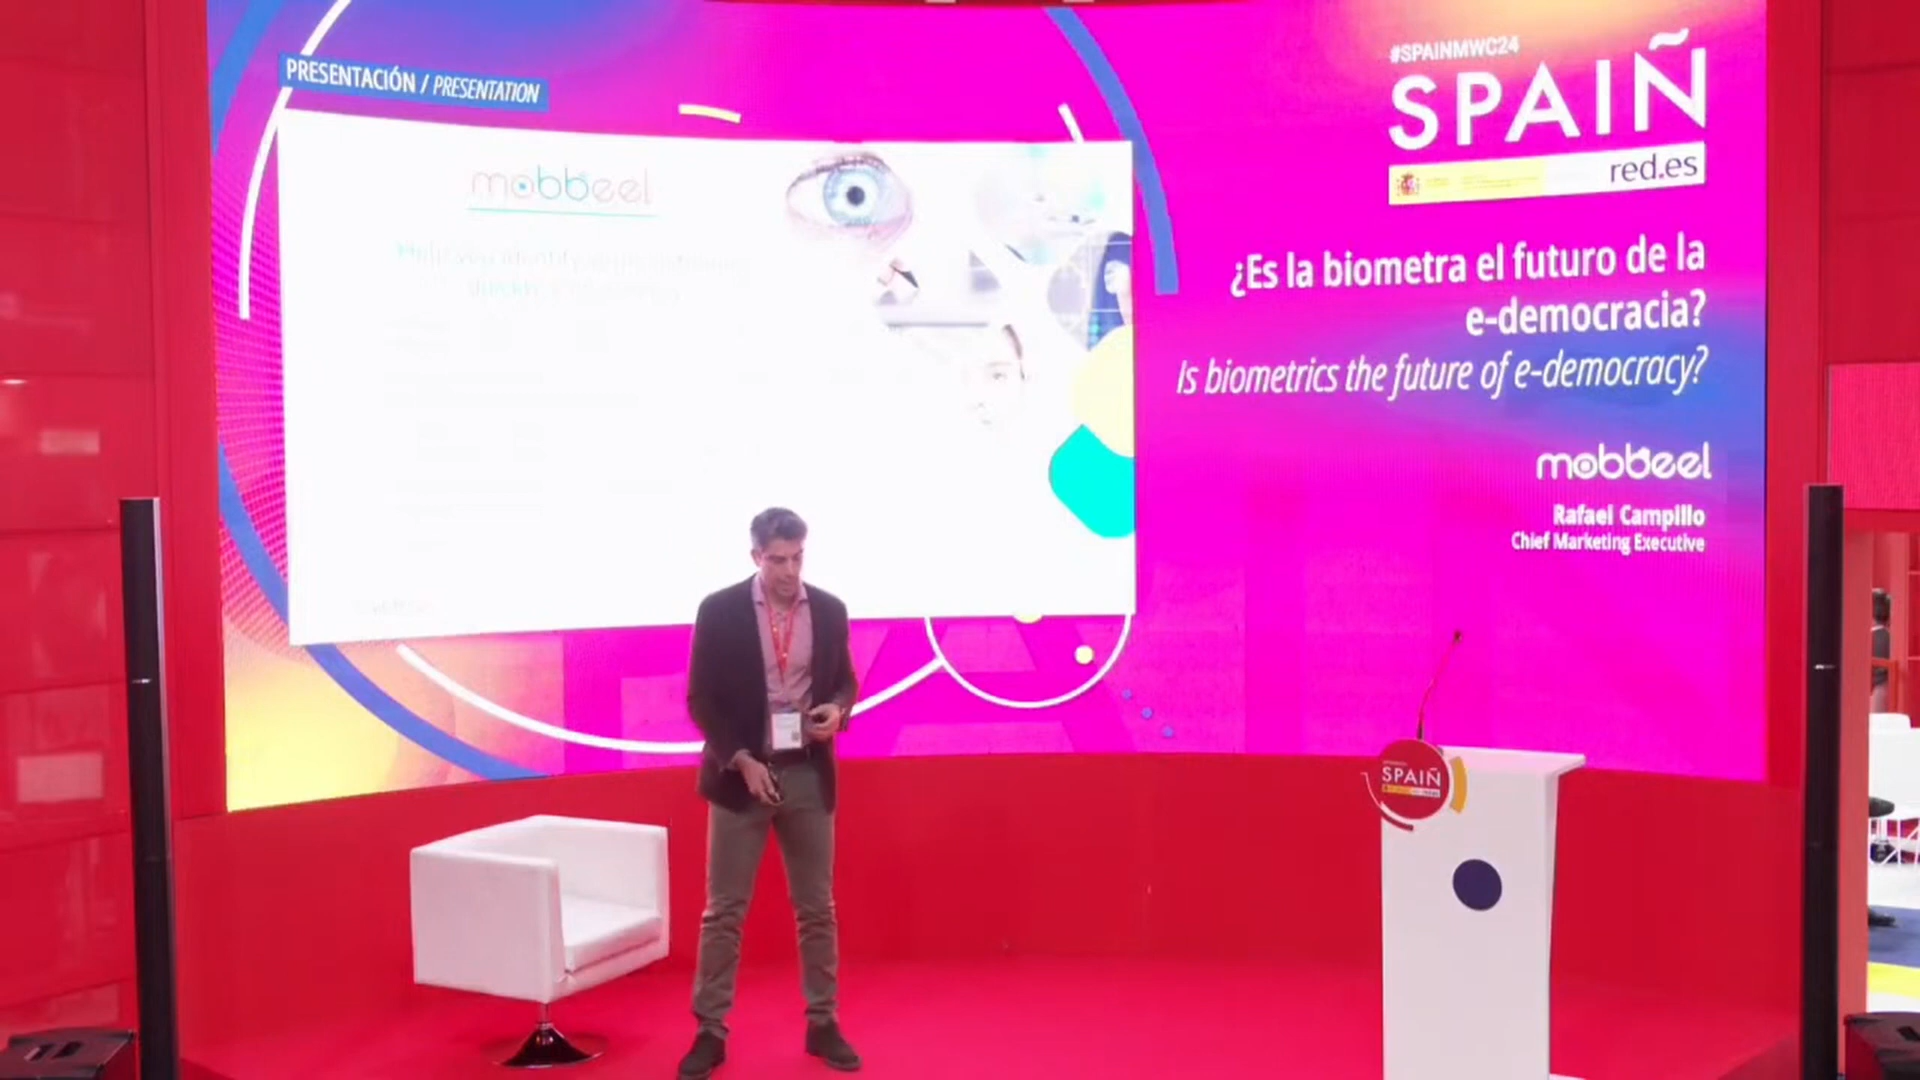 PRESENTACIÓN / PRESENTATION
mobbeel
#SPAINMWC24
SPAIÑ
red.es
¿Es la biometra el futuro de la
e-democracia?
Is biometrics the future of e-democracy?
mobbeel
Rafael Campillo
Chief Marketing Executive
SPAIÑ